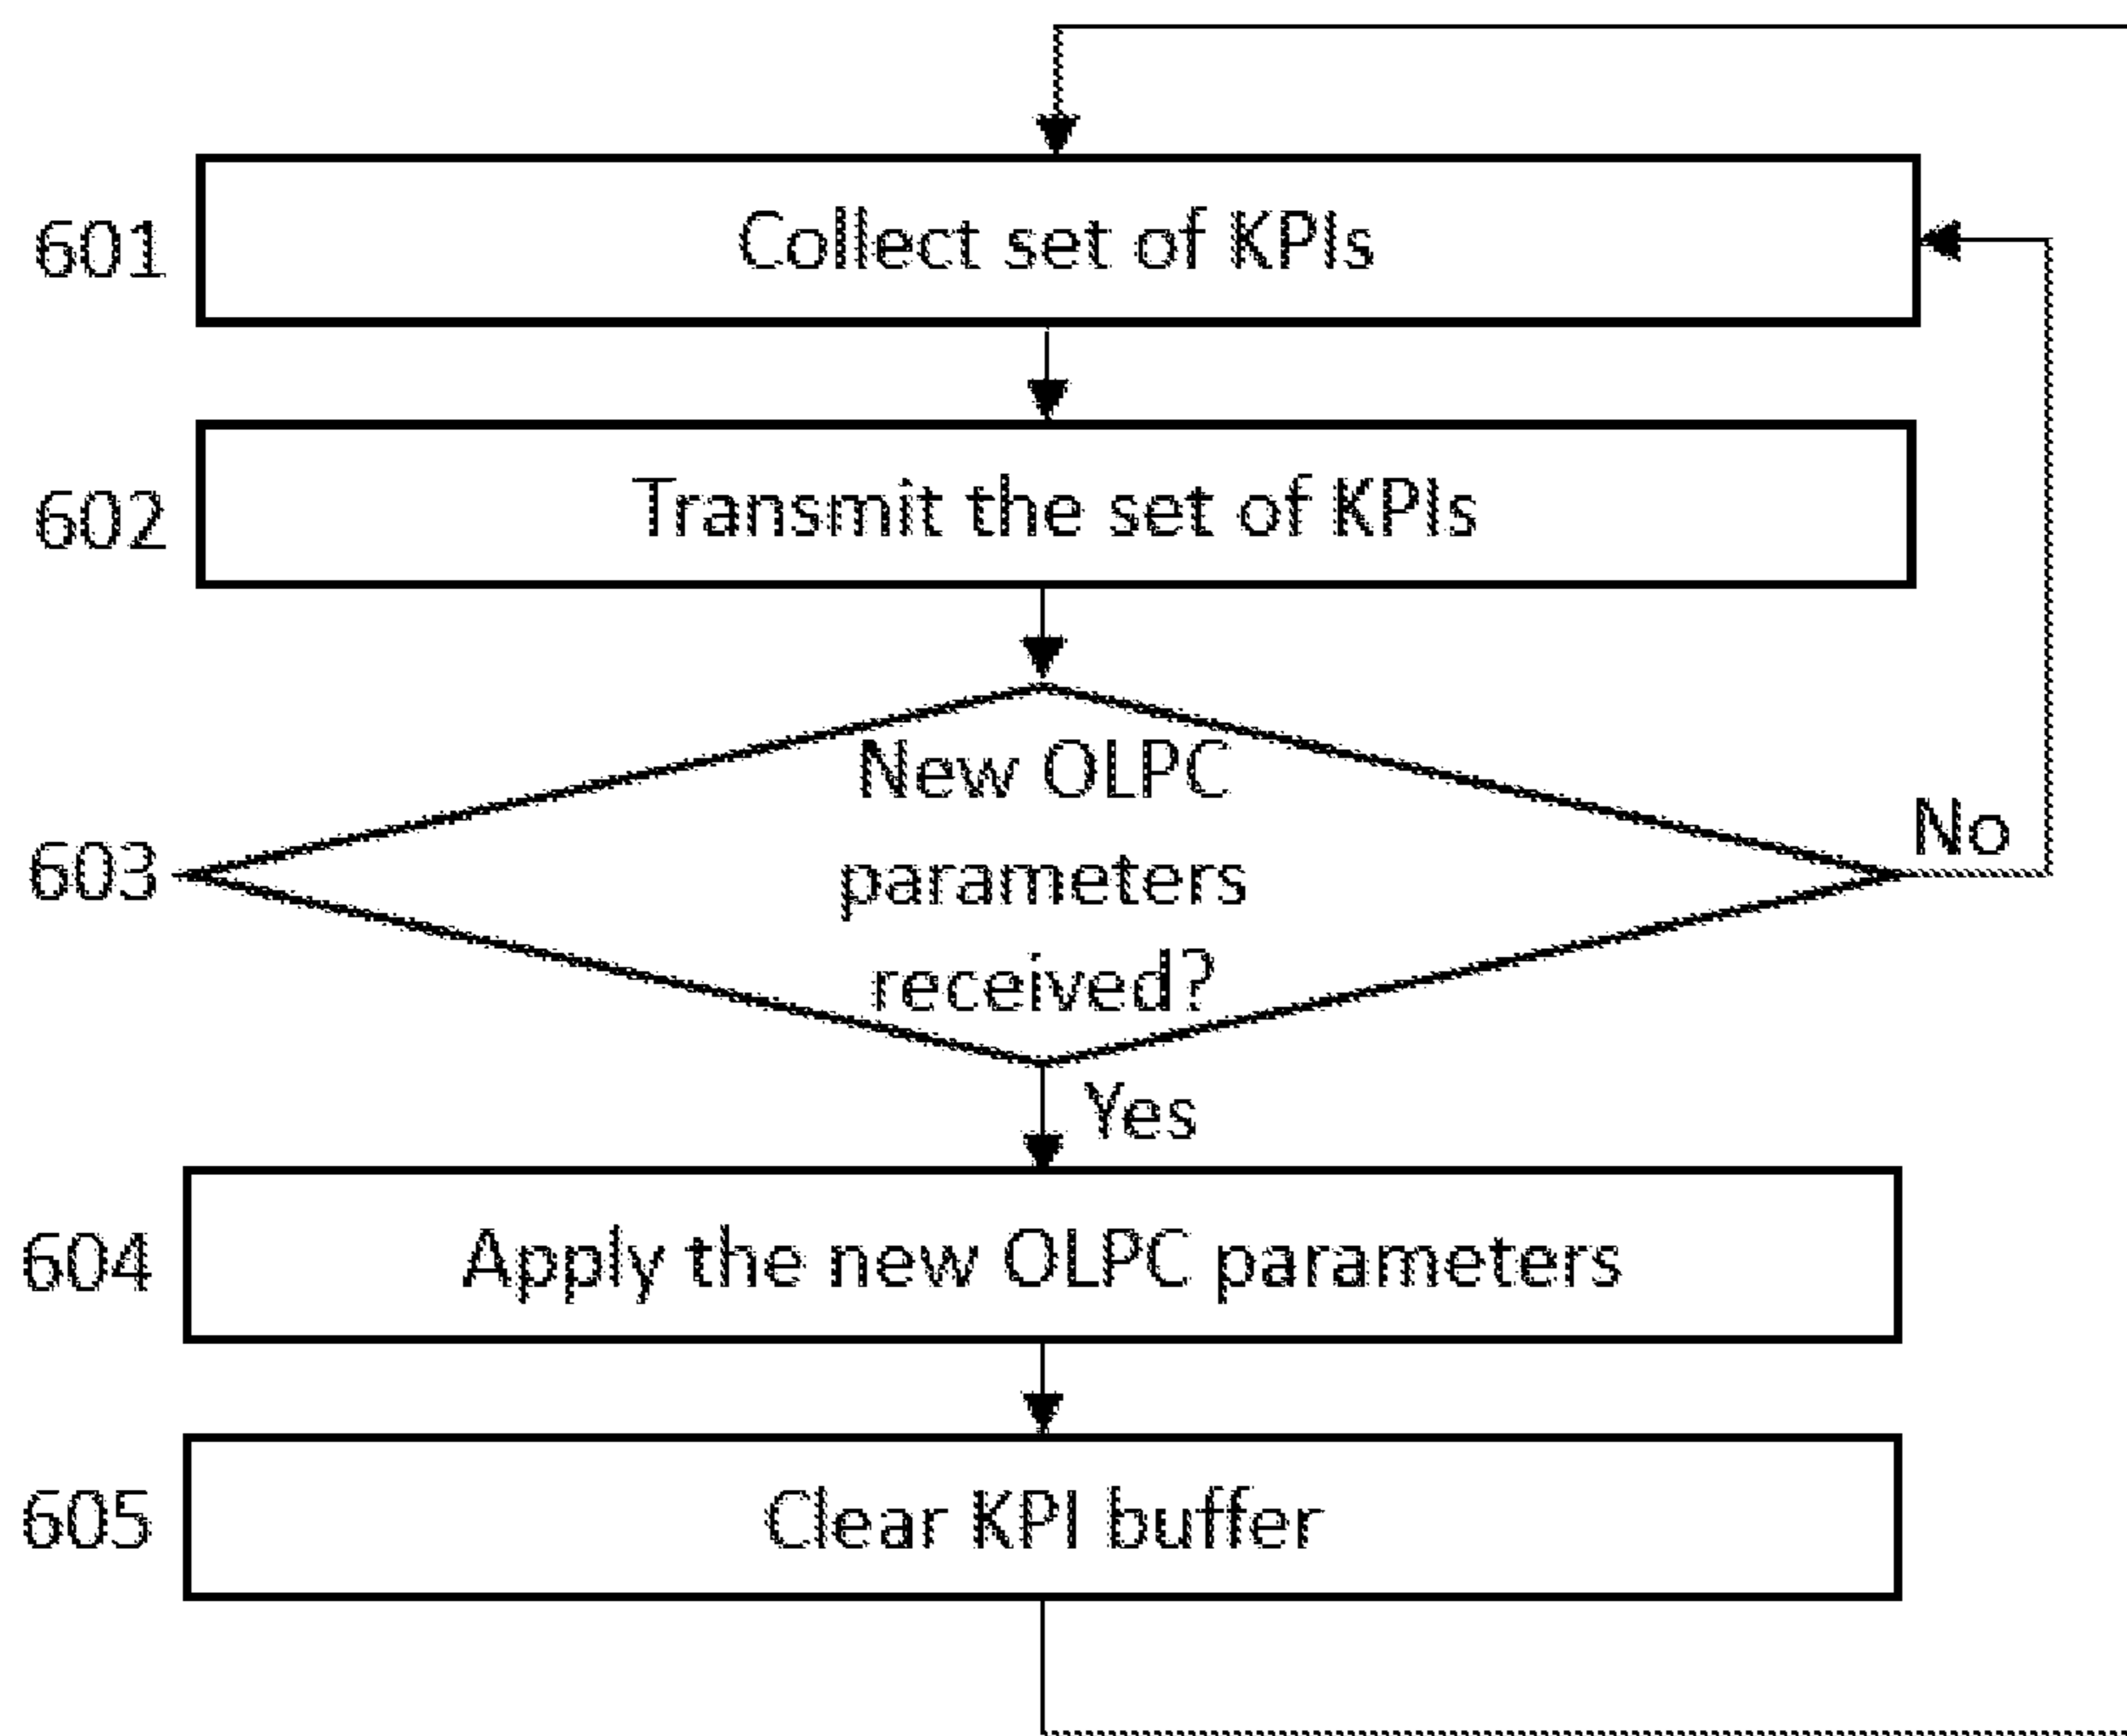 601 Collect set of KPIs
602 Transmit the set of KPIs
New OLPC
603 parameters No
received?
Yes
604 Apply the new OLPC parameters
605 Clear KPI buffer